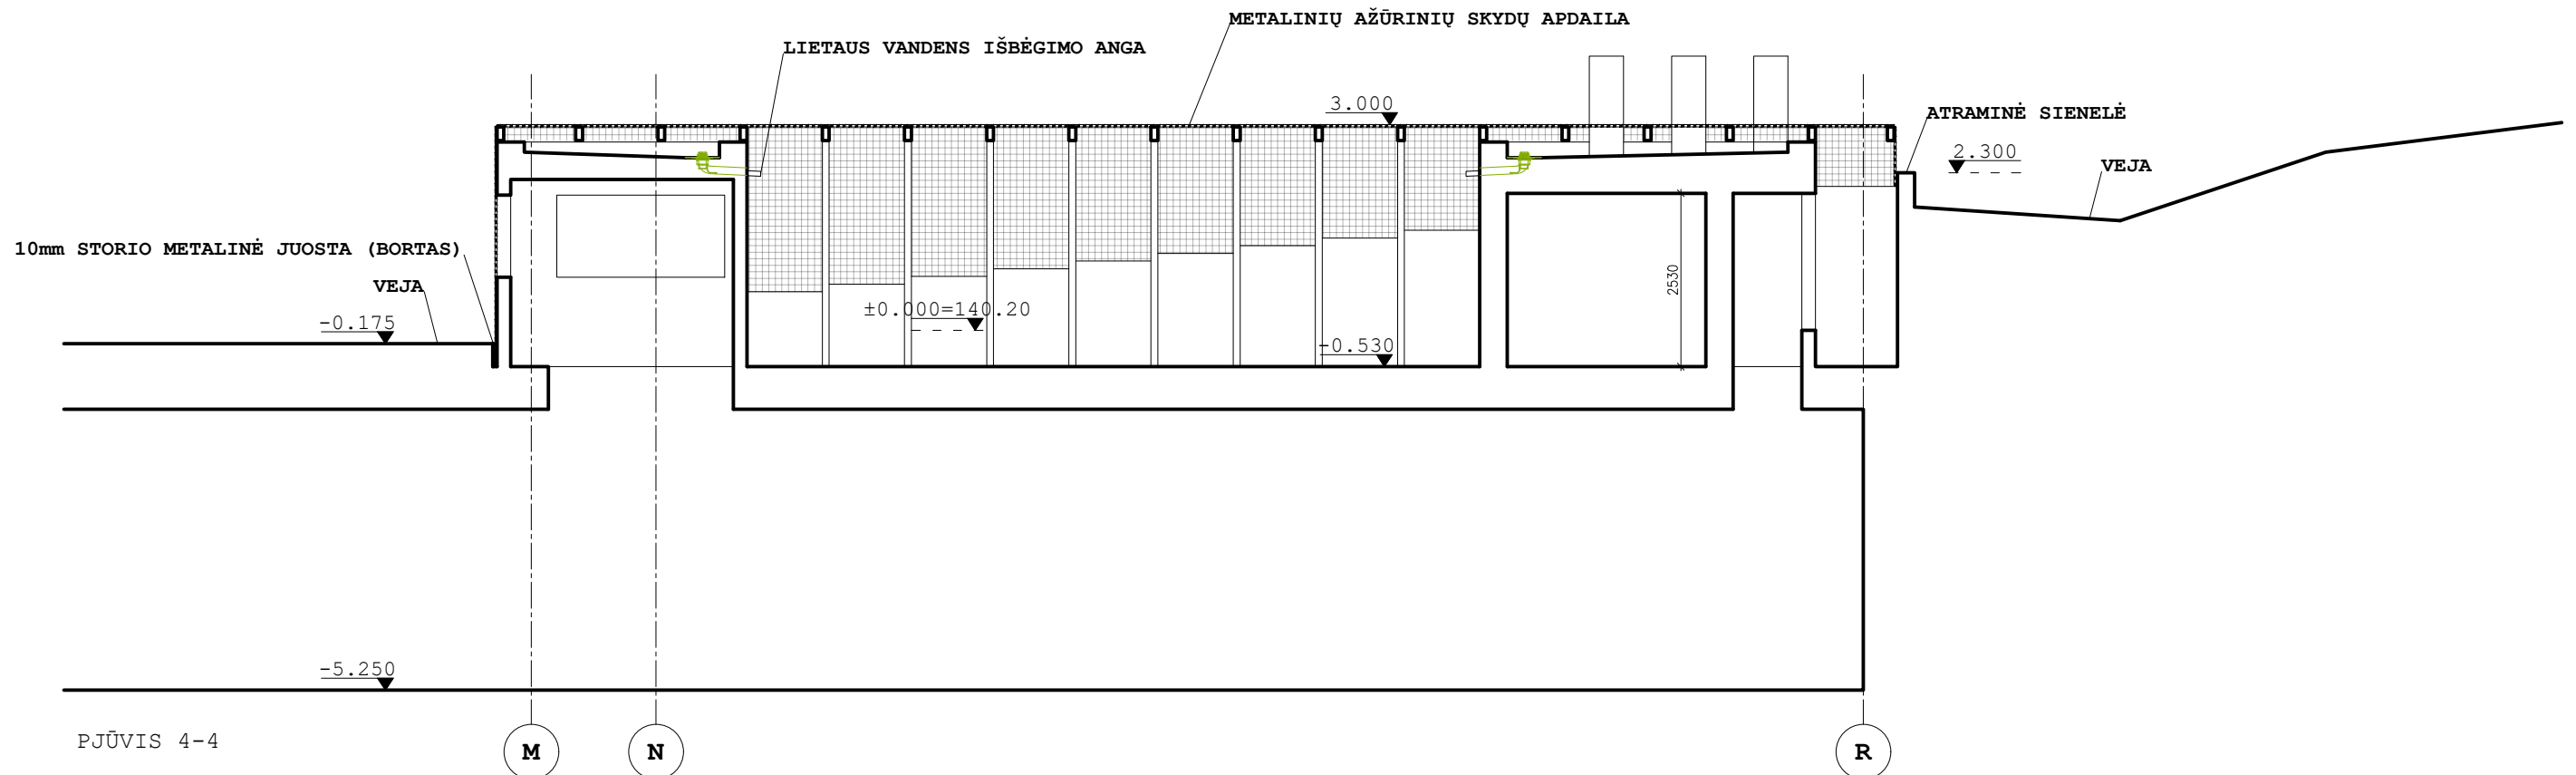 METALINIŲ AŽŪRINIŲ SKYDŲ APDAILA
LIETAUS VANDENS IŠBĖGIMO ANGA
3.000
ATRAMINĖ SIENELĖ
2.300
VEJA
10mm STORIO METALINĖ JUOSTA (BORTAS)
VEJA
2530
±0.000=140.20
-0.175
-0.530
-5.250
PJŪVIS 4-4
M
N
R